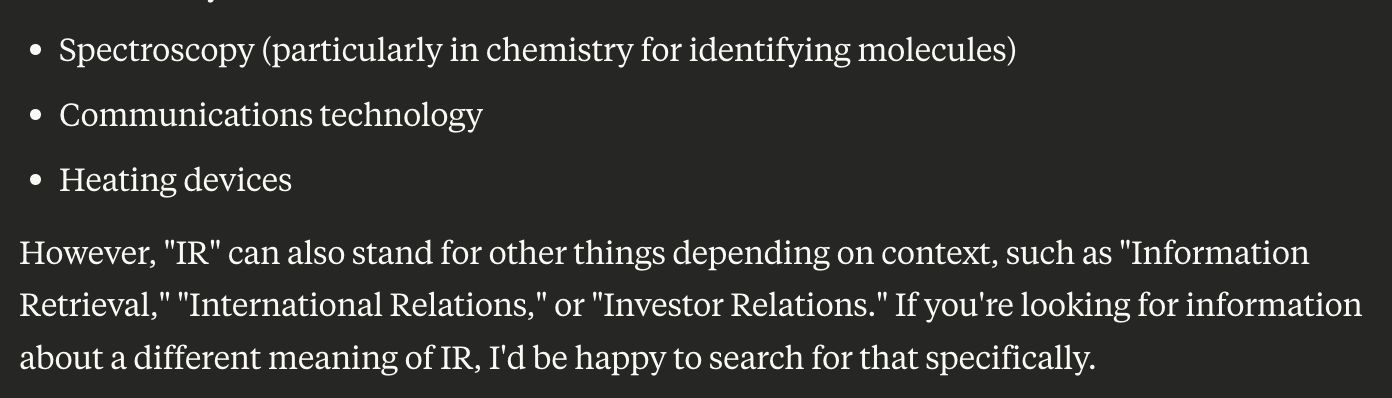 • Spectroscopy (particularly in chemistry for identifying molecules)
• Communications technology
• Heating devices
However, "IR" can also stand for other things depending on context, such as "Information
Retrieval," "International Relations," or "Investor Relations." If you're looking for information
about a different meaning of IR, I'd be happy to search for that specifically.